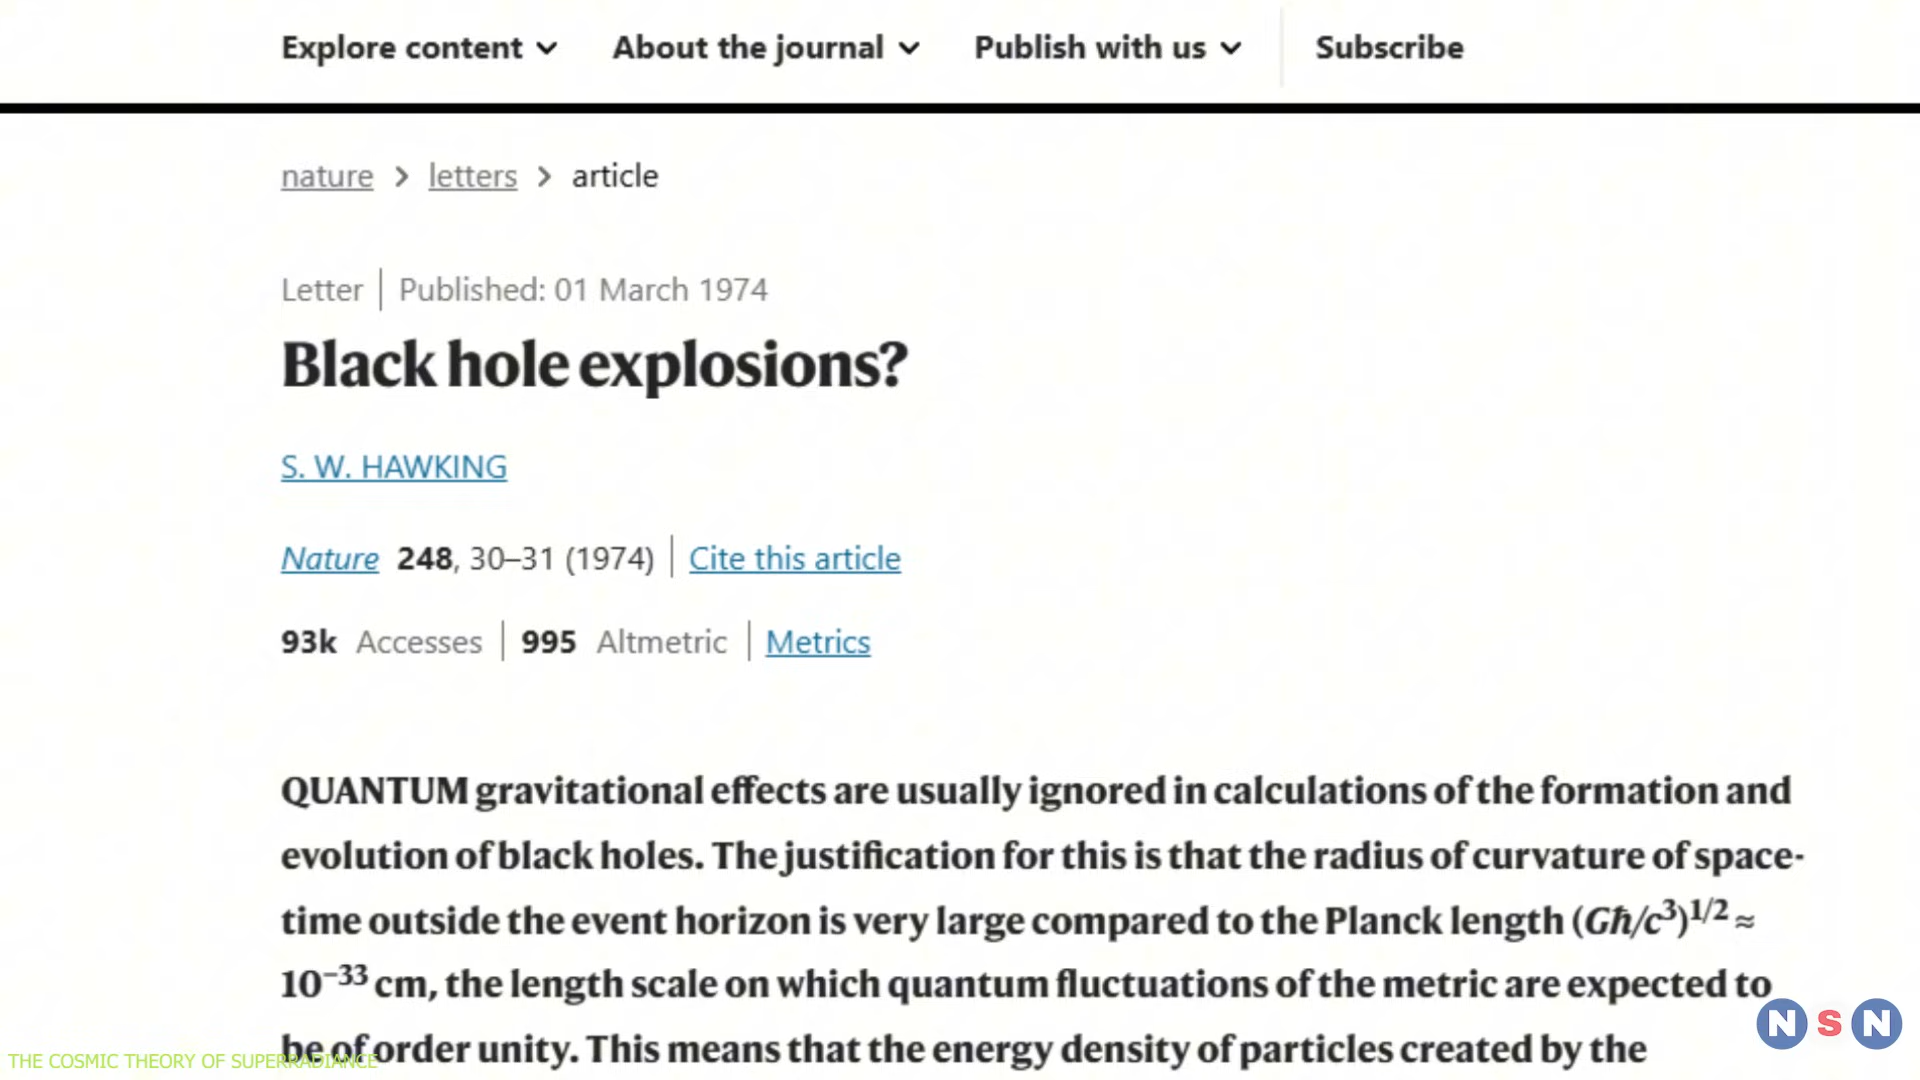 Explore content About the journal Publish with us Subscribe
nature > letters > article
Letter | Published: 01 March 1974
Black hole explosions?
S. W. HAWKING
Nature 248, 30–31 (1974) | Cite this article
93k Accesses | 995 Altmetric | Metrics
QUANTUM gravitational effects are usually ignored in calculations of the formation and
evolution of black holes. The justification for this is that the radius of curvature of space-
time outside the event horizon is very large compared to the Planck length (Għ/c³)¹/² ≈
10⁻³³ cm, the length scale on which quantum fluctuations of the metric are expected to
be of order unity. This means that the energy density of particles created by the
THE COSMIC THEORY OF SUPERRADIANCE
N S N